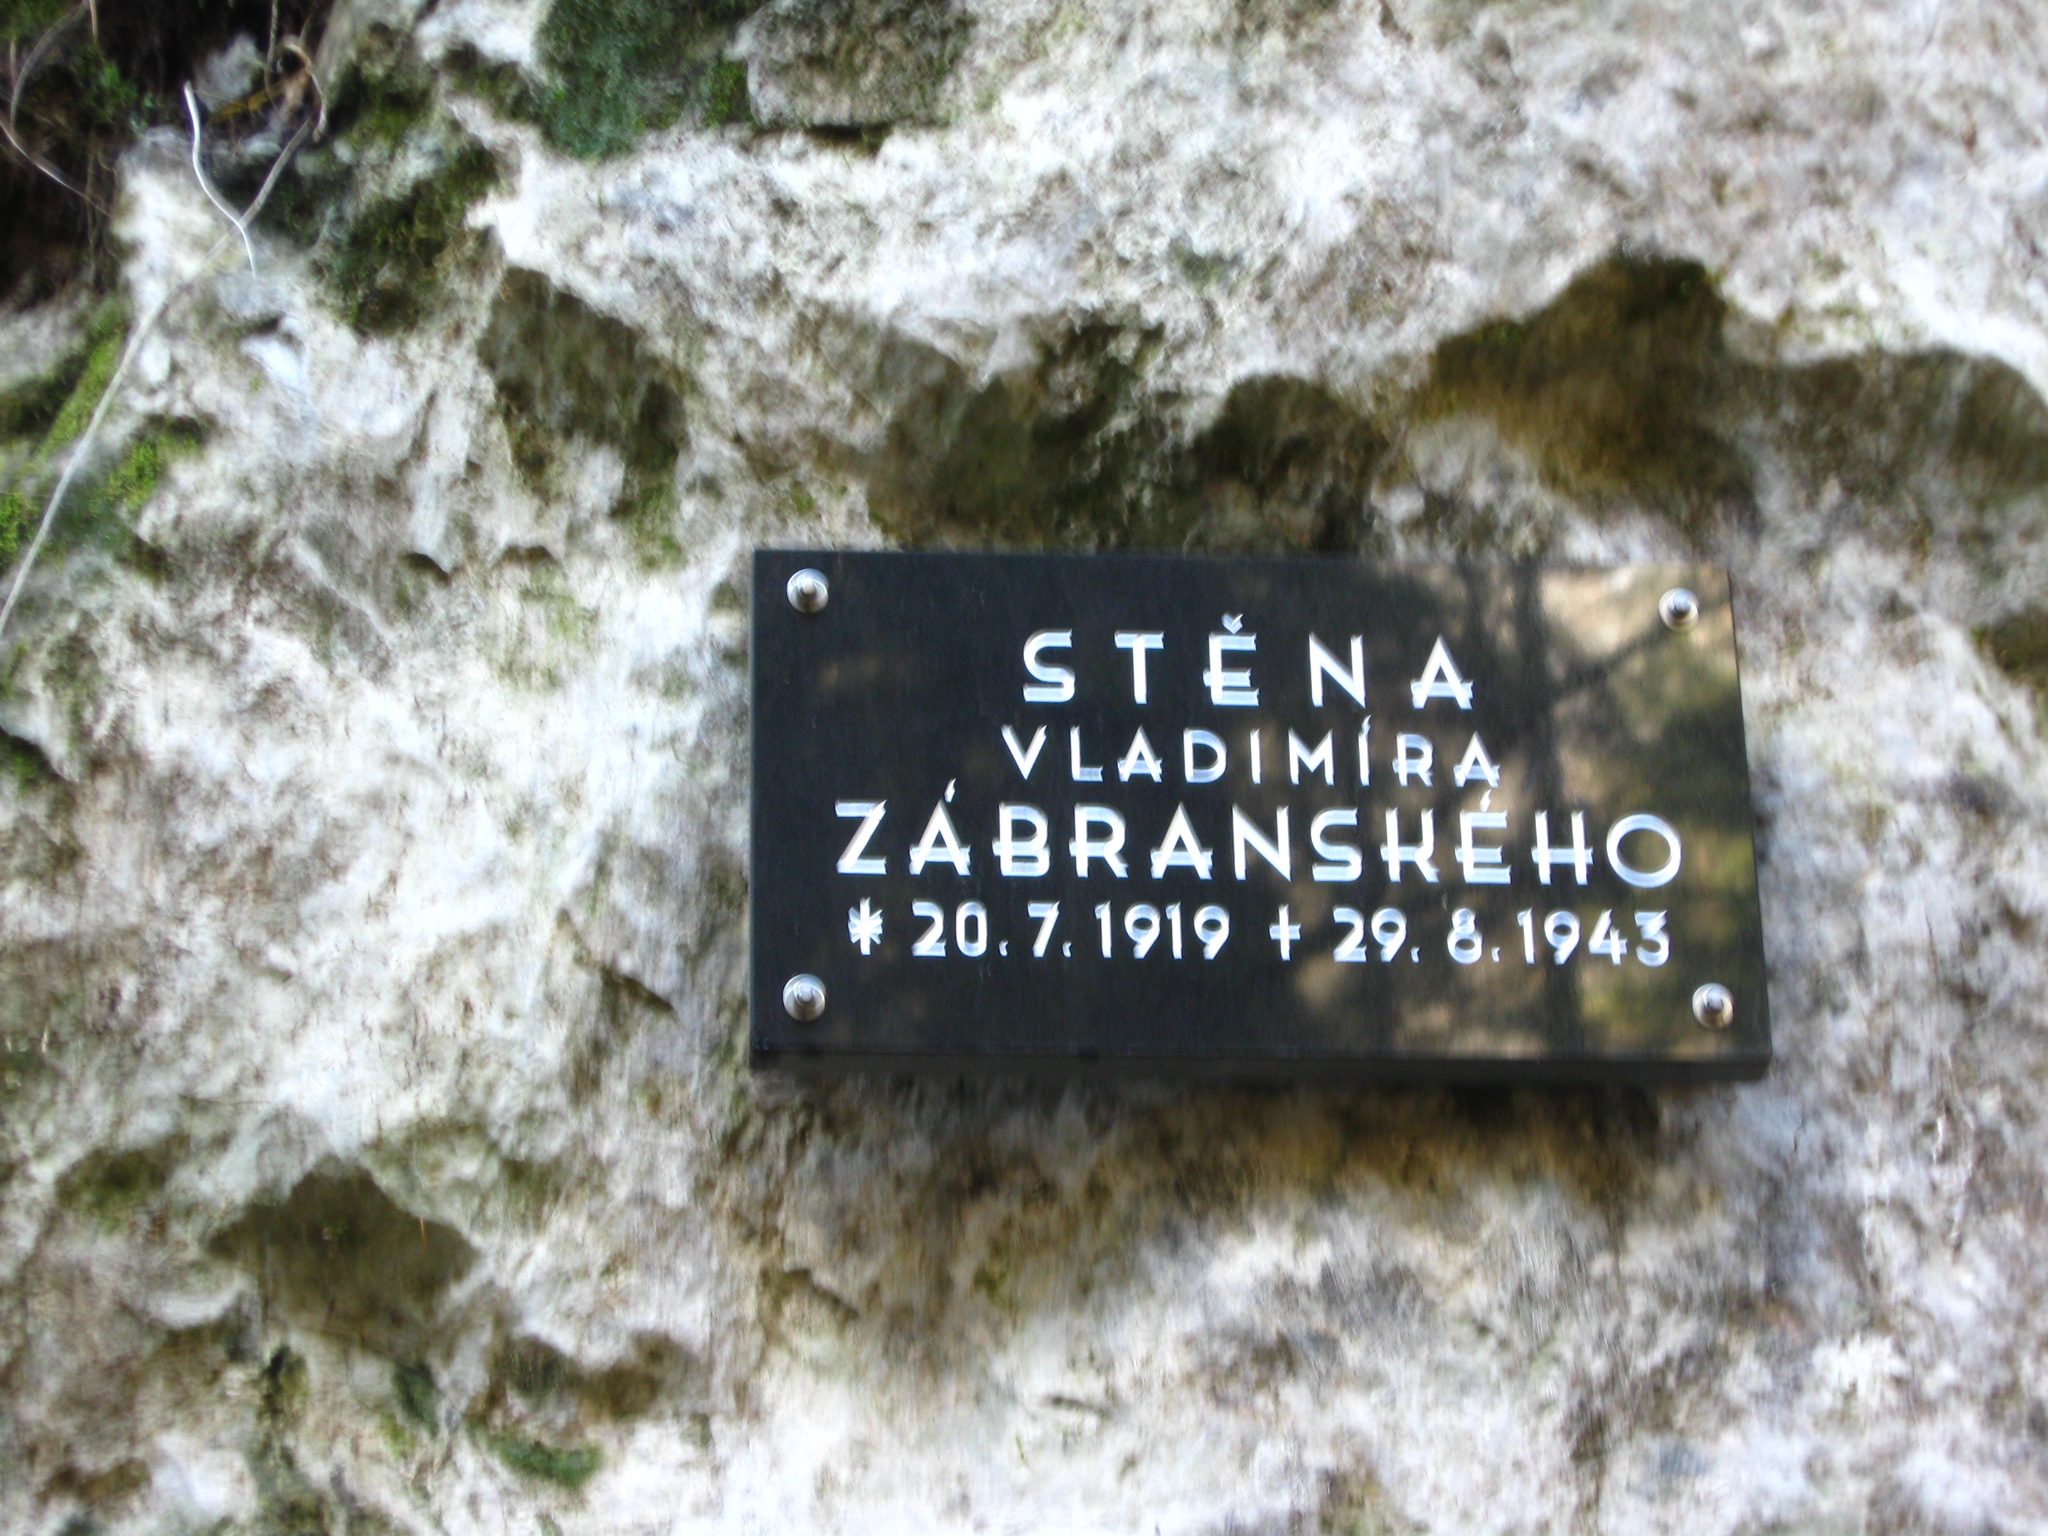 STĚNA
VLADIMÍRA
ZÁBRANSKÉHO
* 20. 7. 1919 + 29. 8. 1943